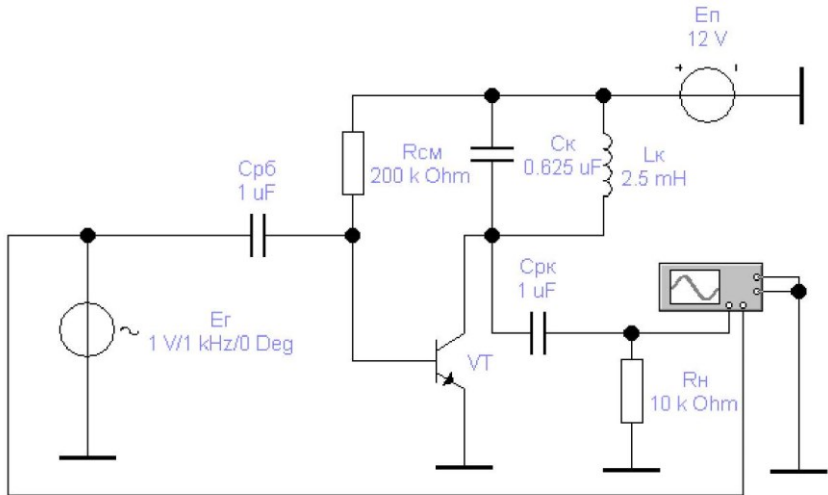 Eп
12 V
Rсм
200 k Ohm
Cк
0.625 uF
Lк
2.5 mH
Cрб
1 uF
Cрк
1 uF
Eг
1 V/1 kHz/0 Deg
VT
Rн
10 k Ohm